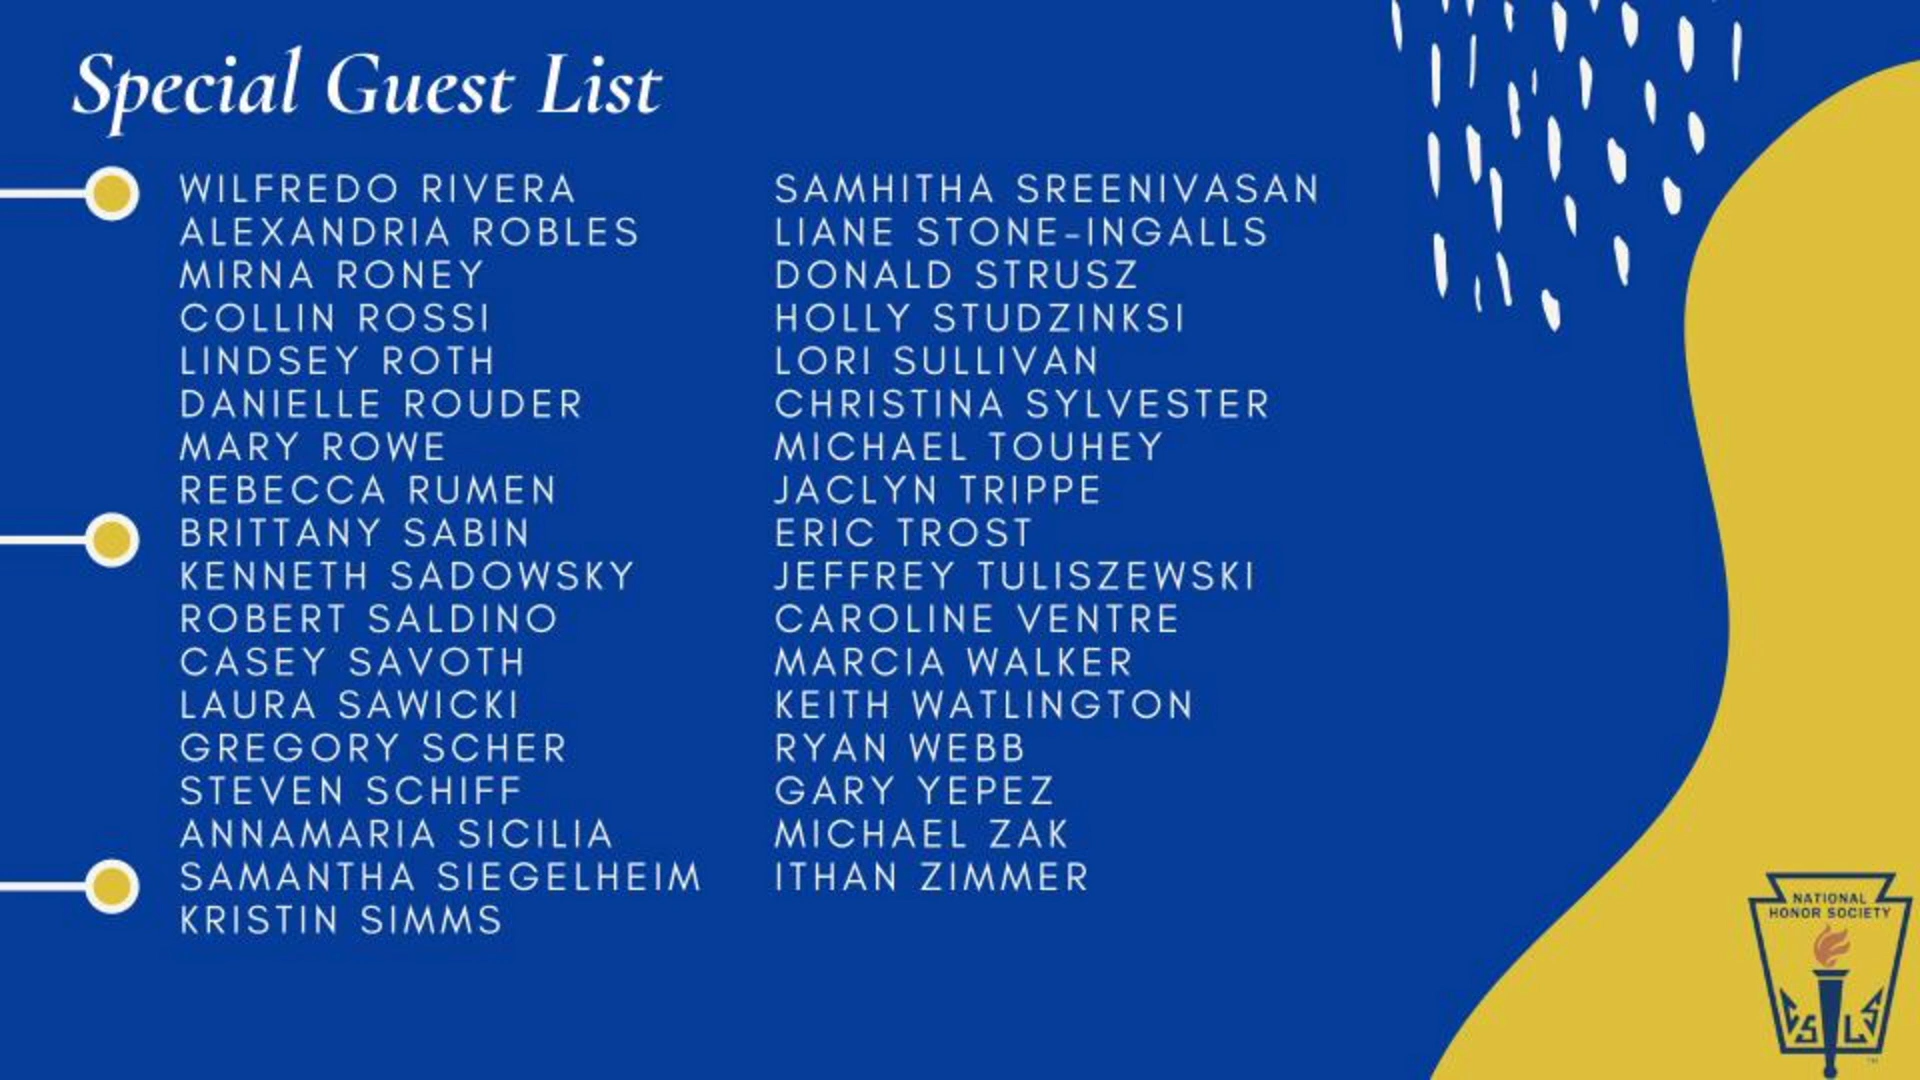 Special Guest List
WILFREDO RIVERA
ALEXANDRIA ROBLES
MIRNA RONEY
COLLIN ROSSI
LINDSEY ROTH
DANIELLE ROUDER
MARY ROWE
REBECCA RUMEN
BRITTANY SABIN
KENNETH SADOWSKY
ROBERT SALDINO
CASEY SAVOTH
LAURA SAWICKI
GREGORY SCHER
STEVEN SCHIFF
ANNAMARIA SICILIA
SAMANTHA SIEGELHEIM
KRISTIN SIMMS
SAMHITHA SREENIVASAN
LIANE STONE-INGALLS
DONALD STRUSZ
HOLLY STUDZINKSI
LORI SULLIVAN
CHRISTINA SYLVESTER
MICHAEL TOUHEY
JACLYN TRIPPE
ERIC TROST
JEFFREY TULISZEWSKI
CAROLINE VENTRE
MARCIA WALKER
KEITH WATLINGTON
RYAN WEBB
GARY YEPEZ
MICHAEL ZAK
ITHAN ZIMMER
NATIONAL
HONOR SOCIETY
C S L S
TM